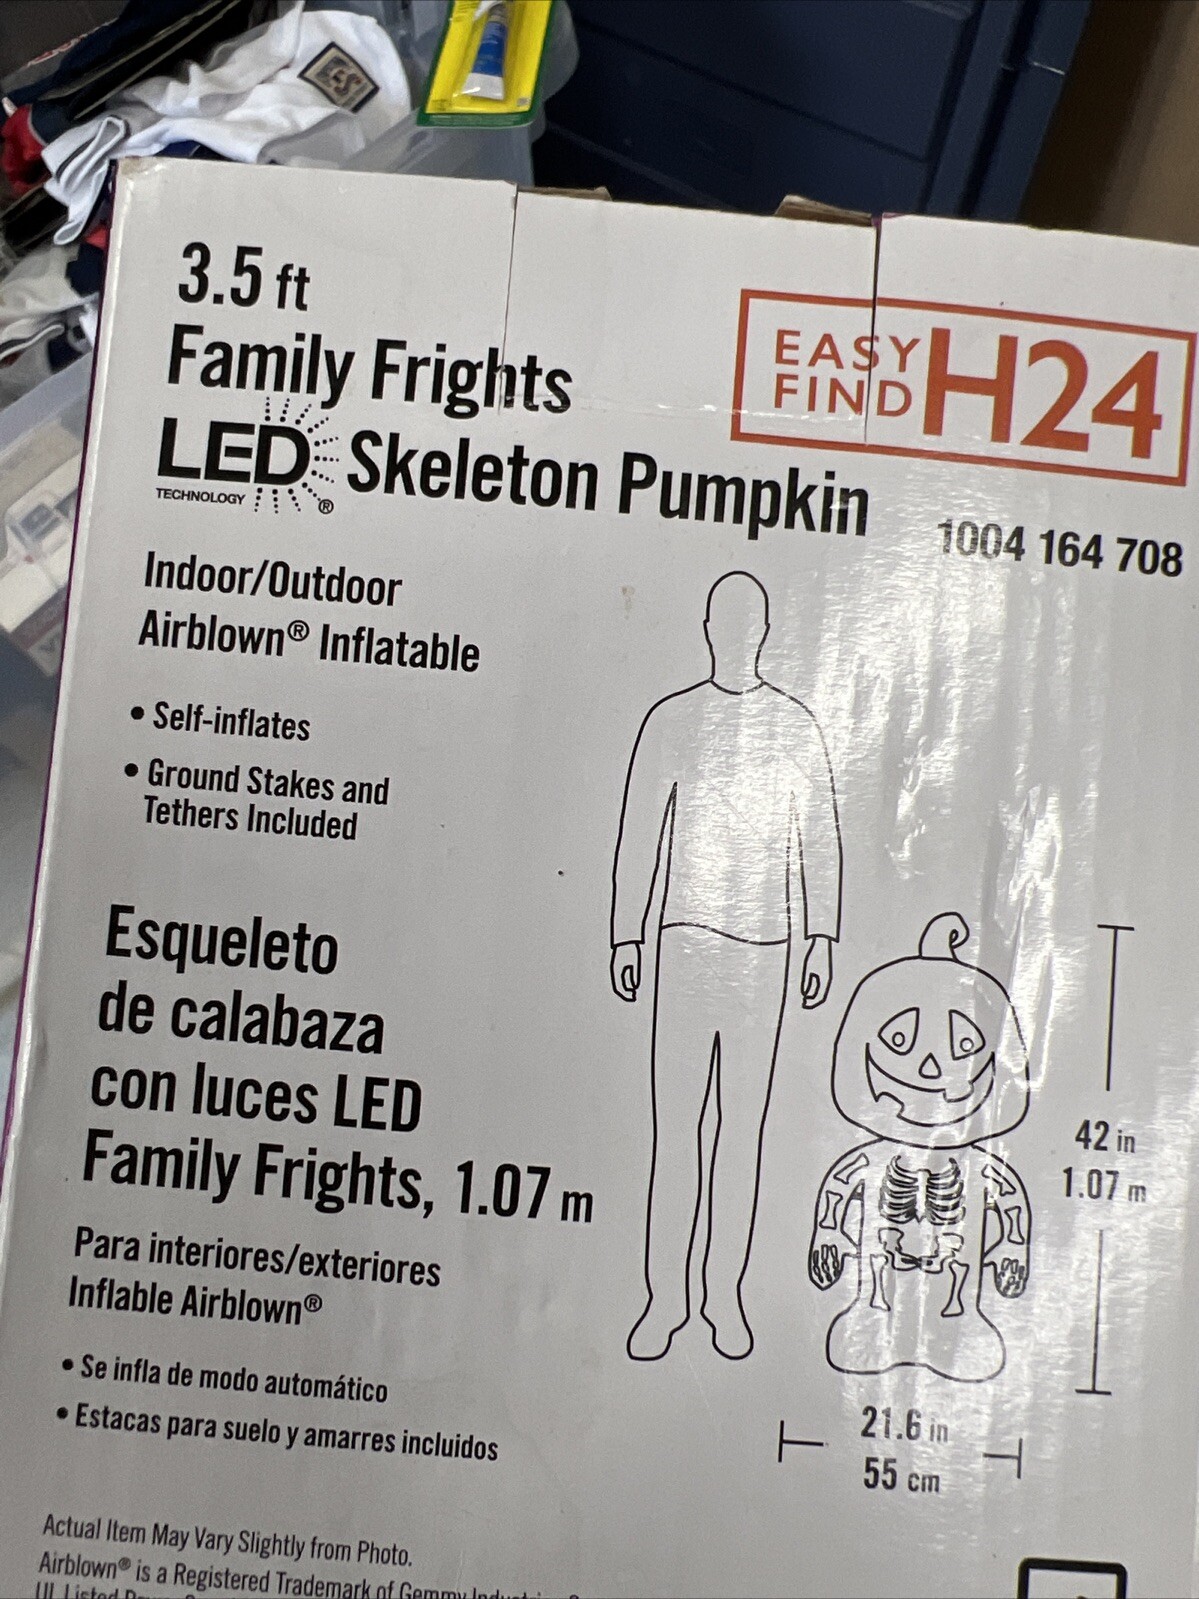 3.5 ft
Family Frights
LED Skeleton Pumpkin
TECHNOLOGY ®
EASY
FIND H24
1004 164 708
Indoor/Outdoor
Airblown® Inflatable
• Self-inflates
• Ground Stakes and
Tethers Included
Esqueleto
de calabaza
con luces LED
Family Frights, 1.07 m
Para interiores/exteriores
Inflable Airblown®
• Se infla de modo automático
• Estacas para suelo y amarres incluidos
42 in
1.07 m
21.6 in
55 cm
Actual Item May Vary Slightly from Photo.
Airblown® is a Registered Trademark of Gemmy
UL Listed